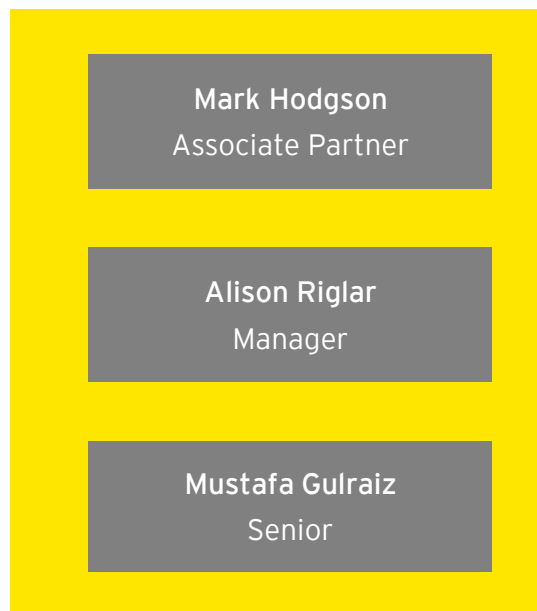 Mark Hodgson
Associate Partner
Alison Riglar
Manager
Mustafa Gulraiz
Senior